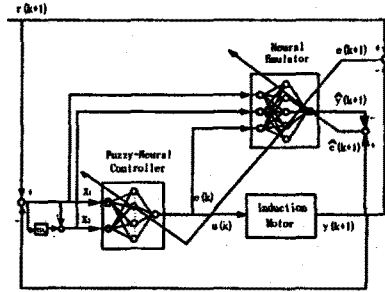 r(k+1)
Neural
Emulator
e(k+1)
ŷ(k+1)
ê(k+1)
Fuzzy-Neural
Controller
X₁
X₂
e(k)
u(k)
Induction
Motor
y(k+1)
+
-
+
-
+
-